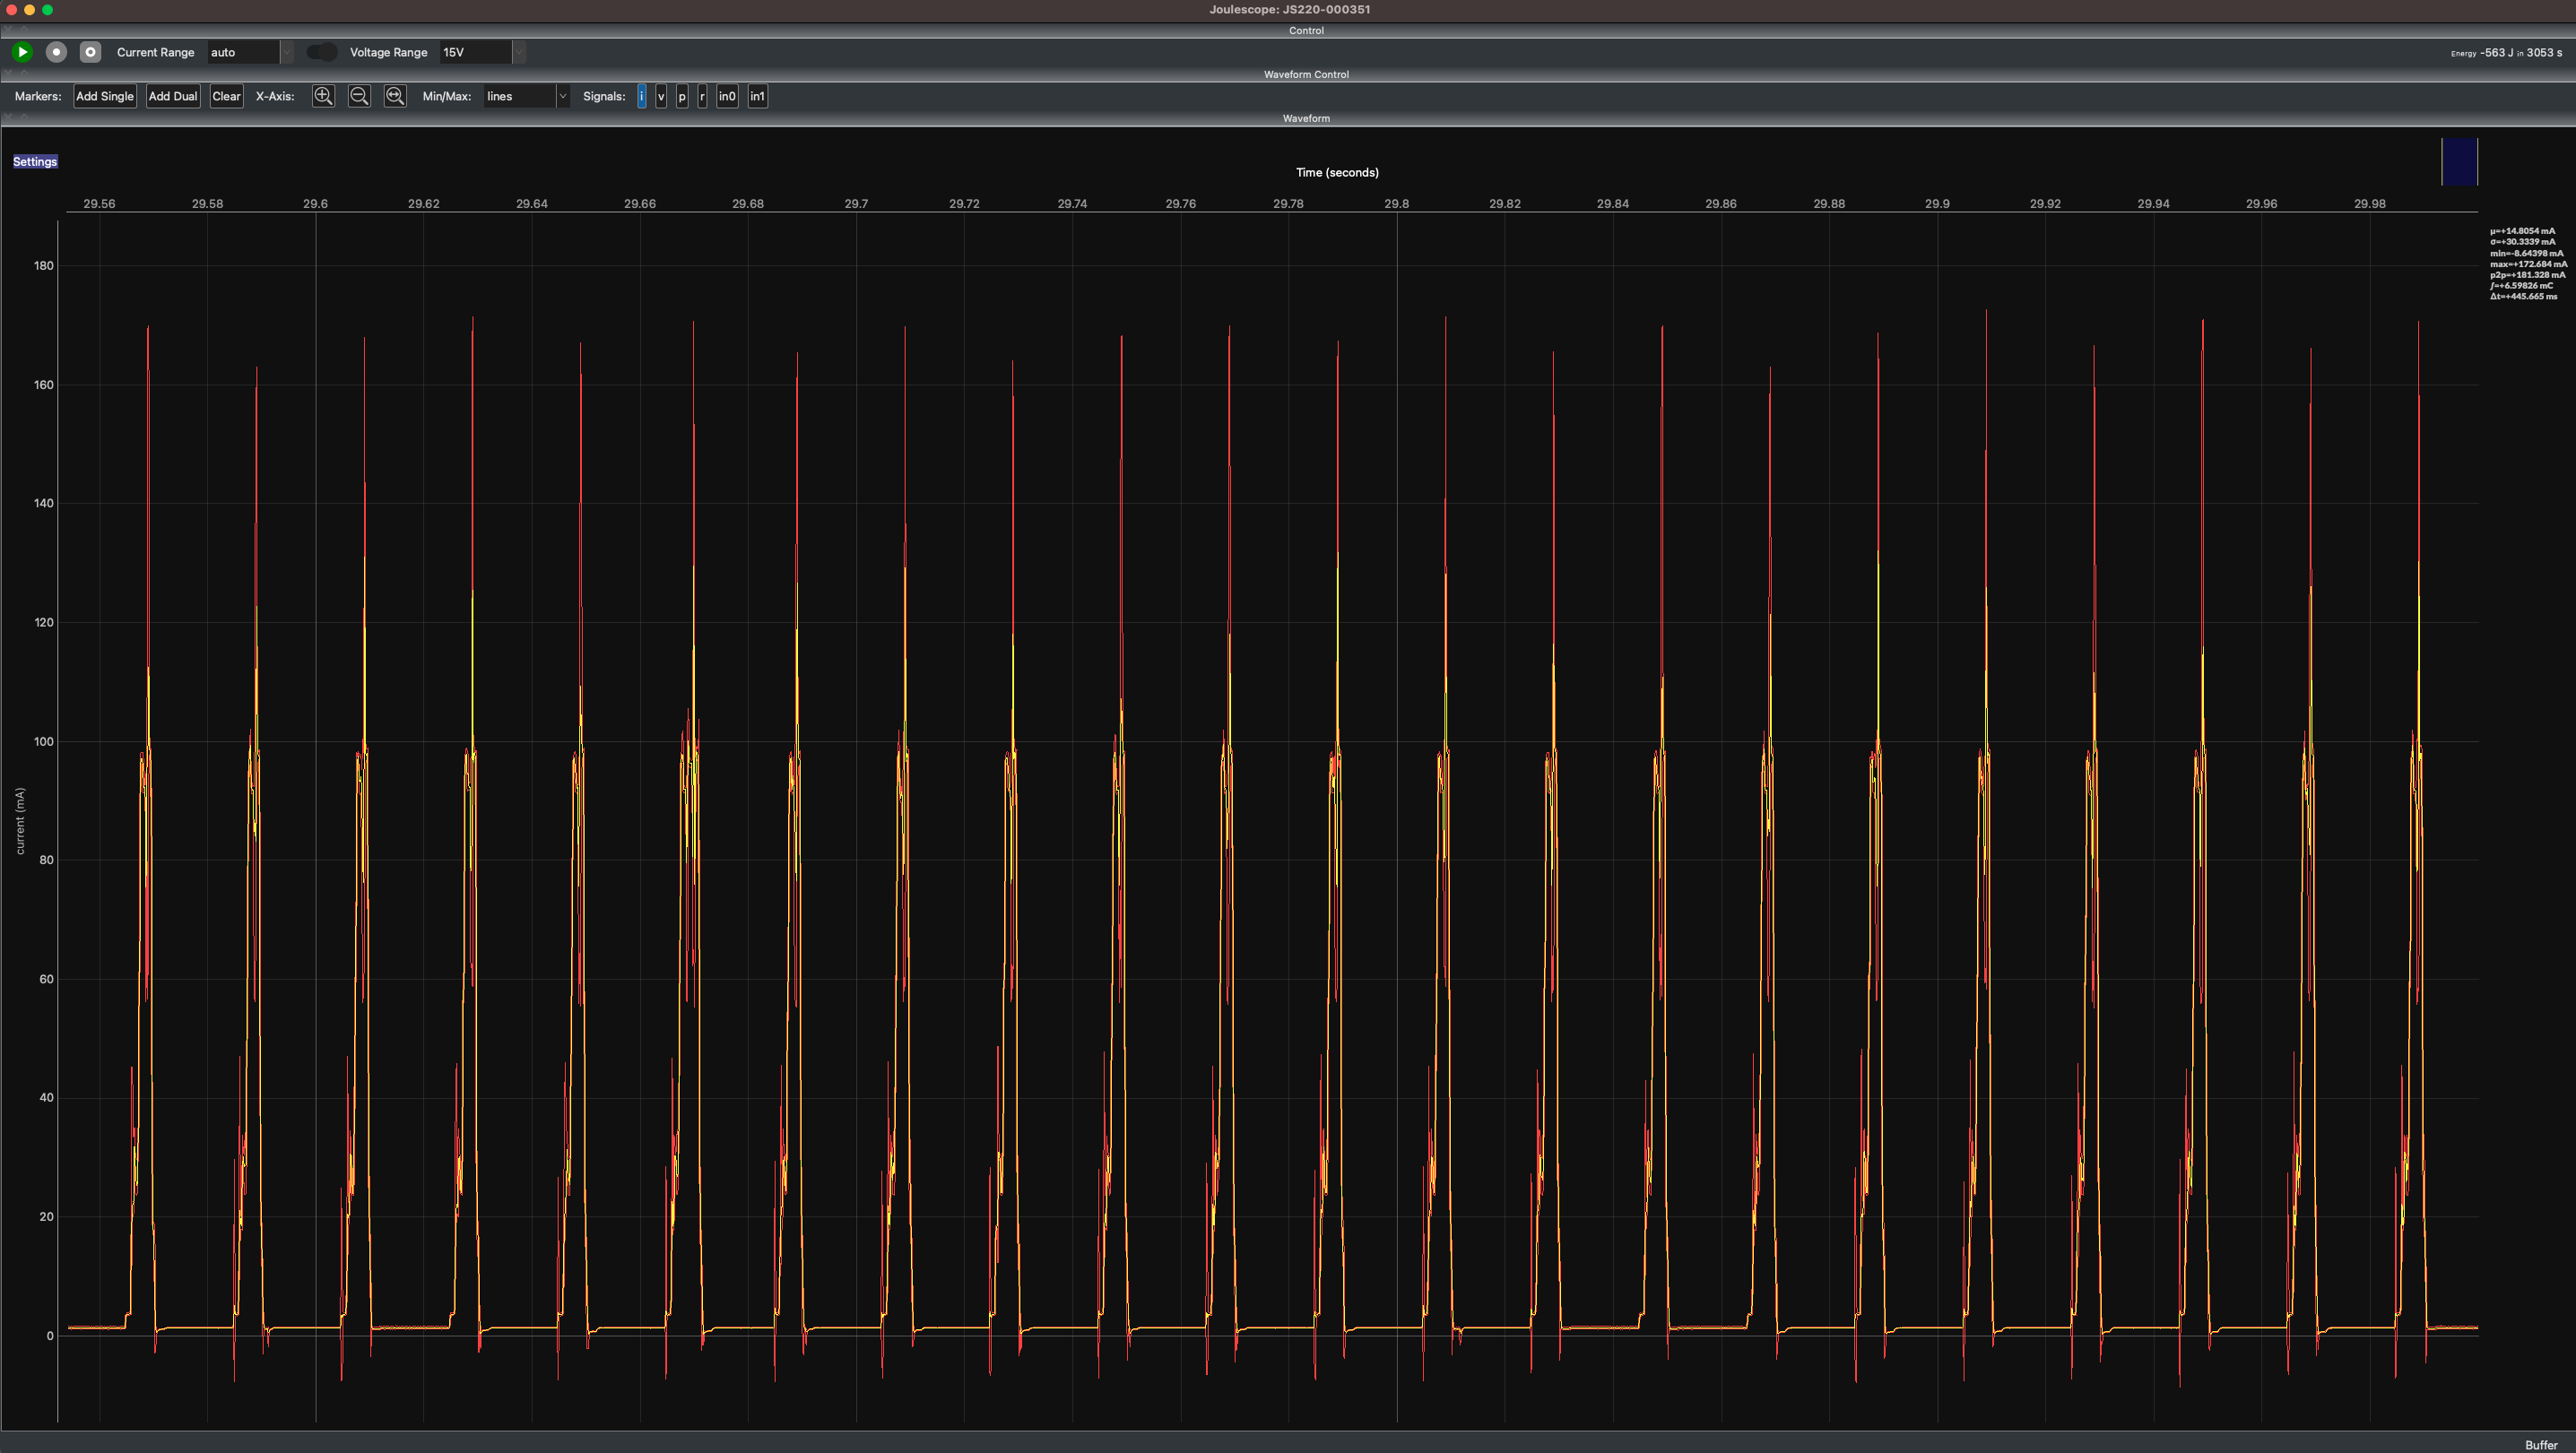 Joulescope: JS220-000351
Control
Current Range auto Voltage Range 15V Energy -563 J in 3053 s
Waveform Control
Markers: Add Single Add Dual Clear X-Axis: Min/Max: lines Signals: i v p r in0 in1
Waveform
Settings
Time (seconds)
29.56 29.58 29.6 29.62 29.64 29.66 29.68 29.7 29.72 29.74 29.76 29.78 29.8 29.82 29.84 29.86 29.88 29.9 29.92 29.94 29.96 29.98
μ=+14.8054 mA
σ=+30.3339 mA
min=-8.64398 mA
max=+172.684 mA
p2p=+181.328 mA
∫=+6.59826 mC
Δt=+445.665 ms
180
160
140
120
100
current (mA)
80
60
40
20
0
Buffer